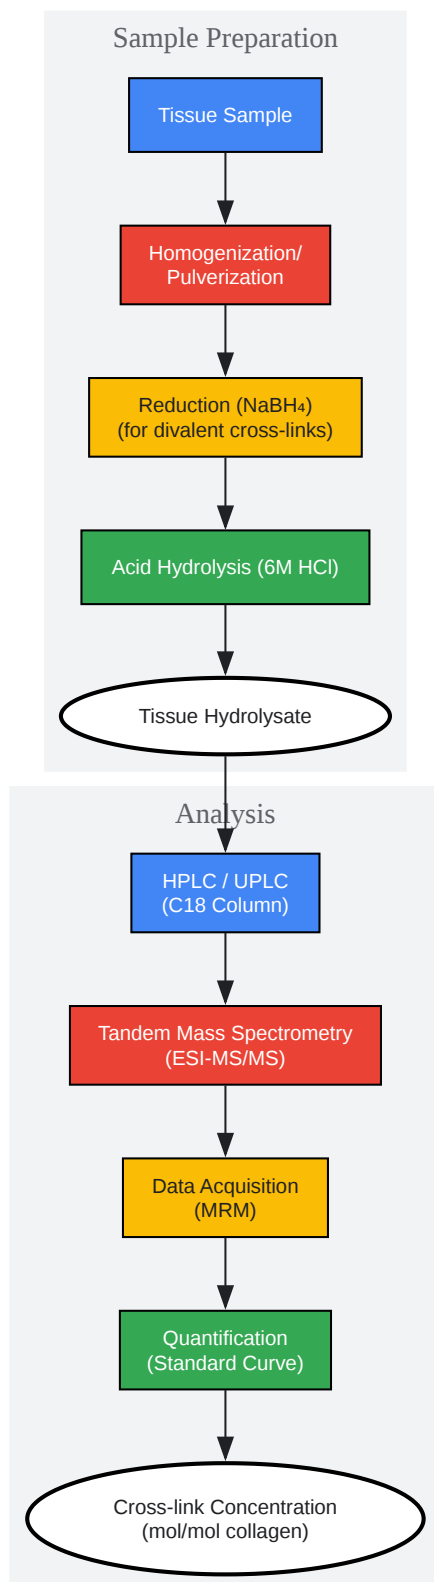 Sample Preparation
Tissue Sample
Homogenization/
Pulverization
Reduction (NaBH₄)
(for divalent cross-links)
Acid Hydrolysis (6M HCl)
Tissue Hydrolysate
Analysis
HPLC / UPLC
(C18 Column)
Tandem Mass Spectrometry
(ESI-MS/MS)
Data Acquisition
(MRM)
Quantification
(Standard Curve)
Cross-link Concentration
(mol/mol collagen)